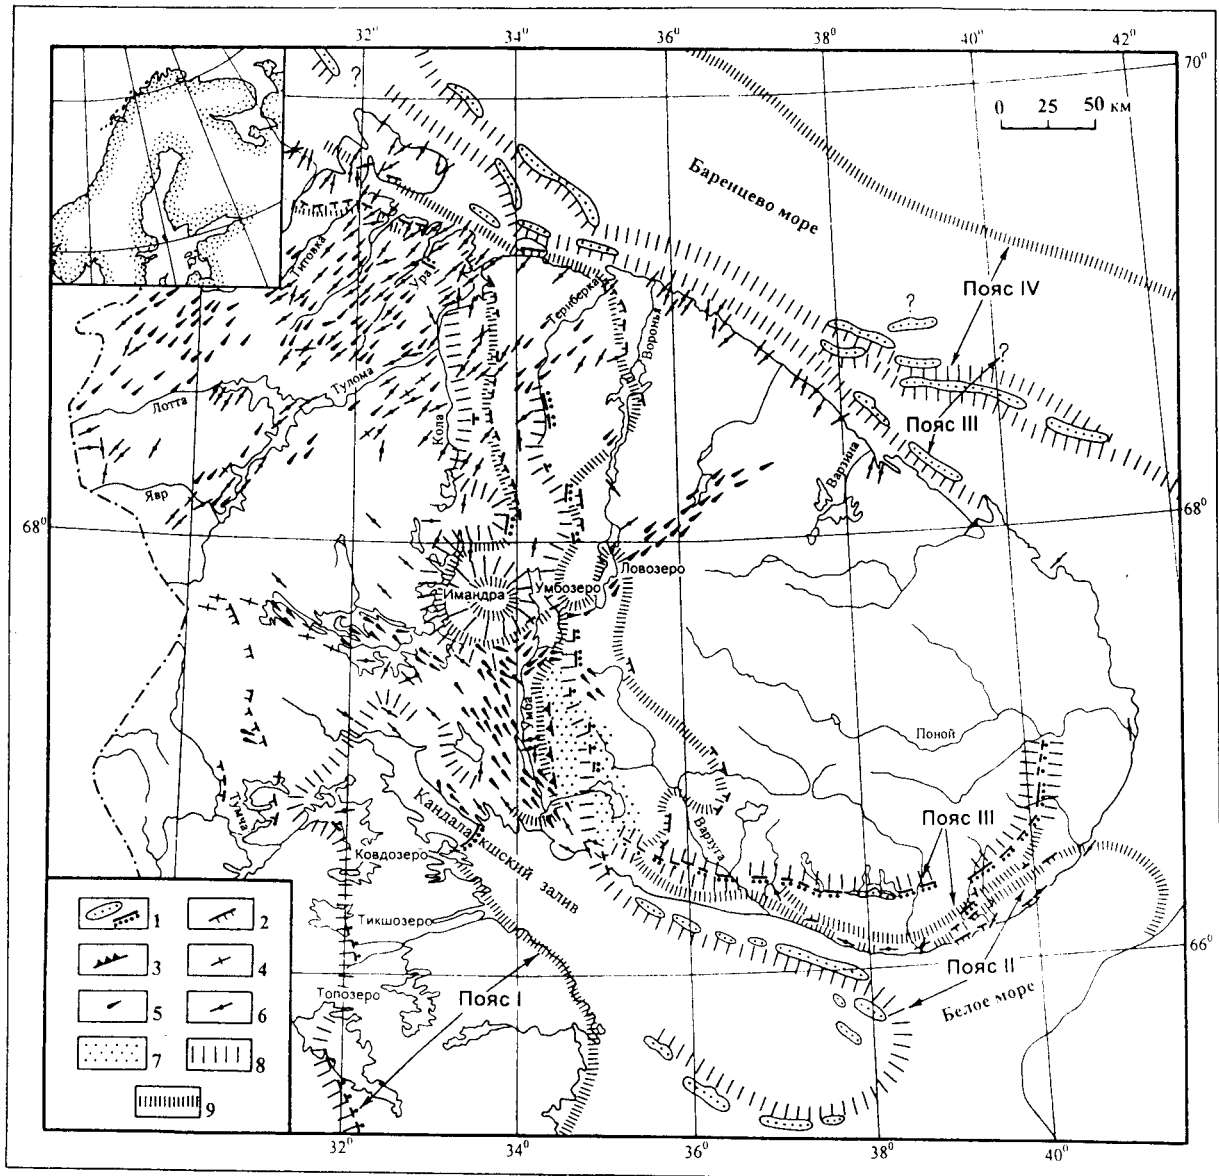 32° 34° 36° 38° 40° 42°
70°
0 25 50 км
?
Баренцево море
Титовка
Ура
Териберка
Воронья
Пояс IV
?
?
Тулома
Лотта
Кола
Пояс III
Варзина
Явр
68°
68°
Ловозеро
Умбозеро
Имандра
Умба
Поной
Тумча
Кандалакшский залив
Варзуга
Пояс III
Ковдозеро
Тикшозеро
66°
Пояс II
Топозеро
Пояс I
Белое море
1 2
3 4
5 6
7 8
9
32° 34° 36° 38° 40°